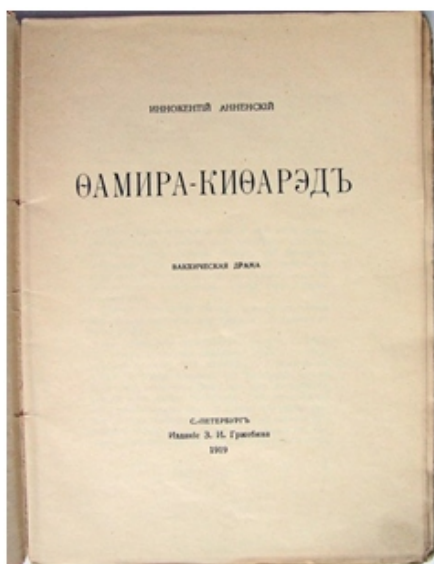 ИННОКЕНТІЙ АННЕНСКІЙ
ѲАМИРА-КИѲАРЭДЪ
ВАКХИЧЕСКАЯ ДРАМА
С.-ПЕТЕРБУРГЪ
Изданіе З. И. Гржебина
1919